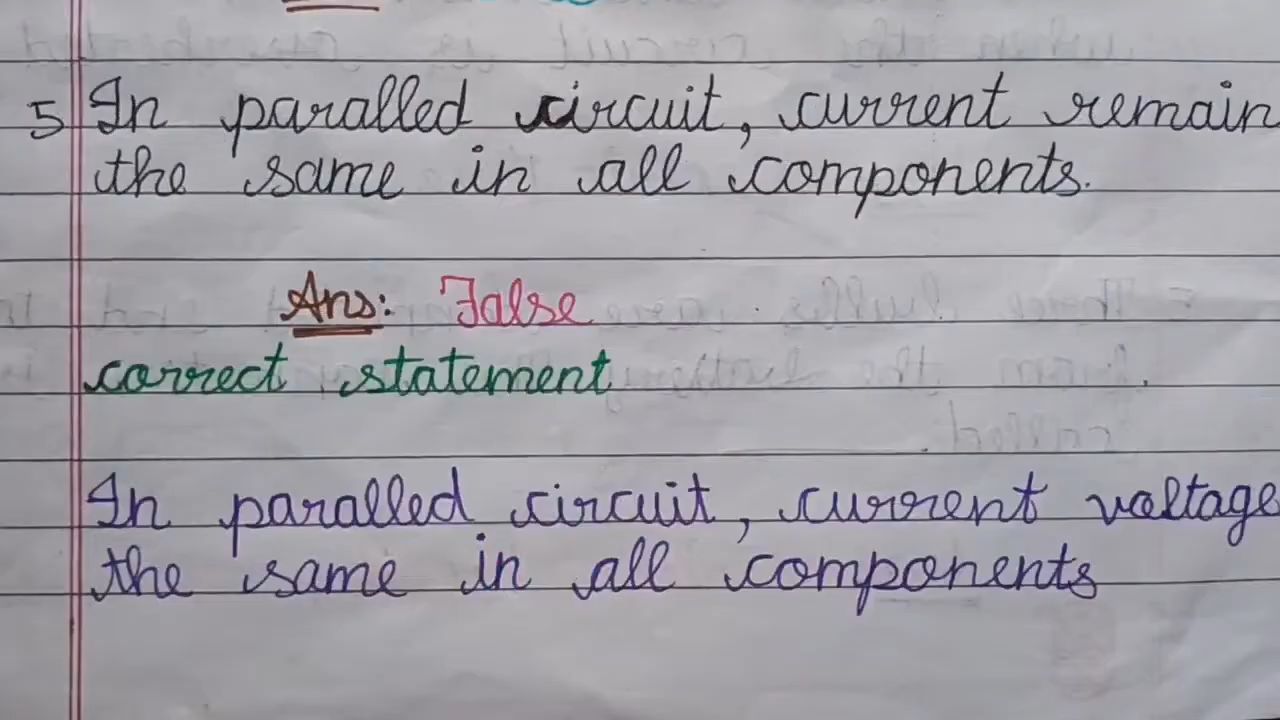 5 In paralled circuit, current remain
the same in all components.
Ans: False
correct statement
In paralled circuit, current voltage
the same in all components